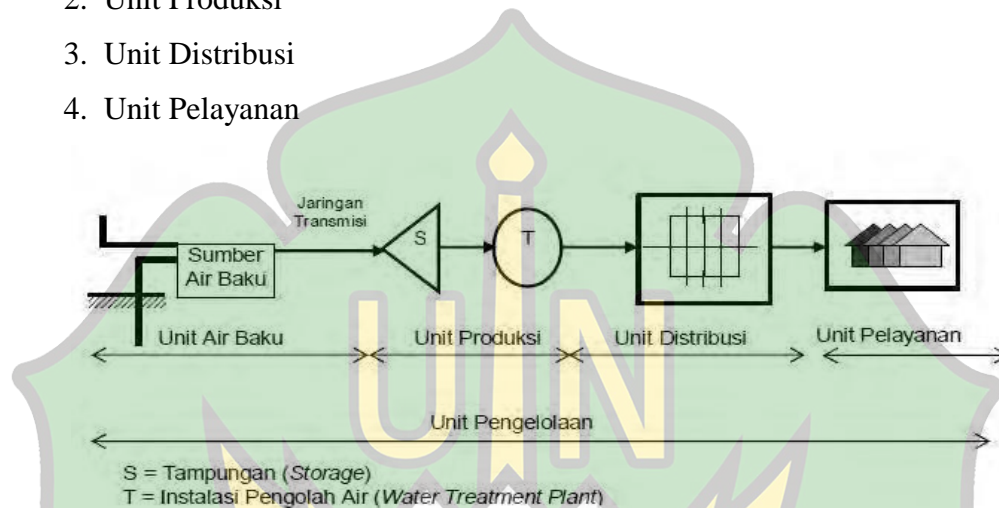 2. Unit Produksi
3. Unit Distribusi
4. Unit Pelayanan
Jaringan
Transmisi
Sumber
Air Baku
S
T
Unit Air Baku
Unit Produksi
Unit Distribusi
Unit Pelayanan
Unit Pengelolaan
S = Tampungan (Storage)
T = Instalasi Pengolah Air (Water Treatment Plant)
UIN